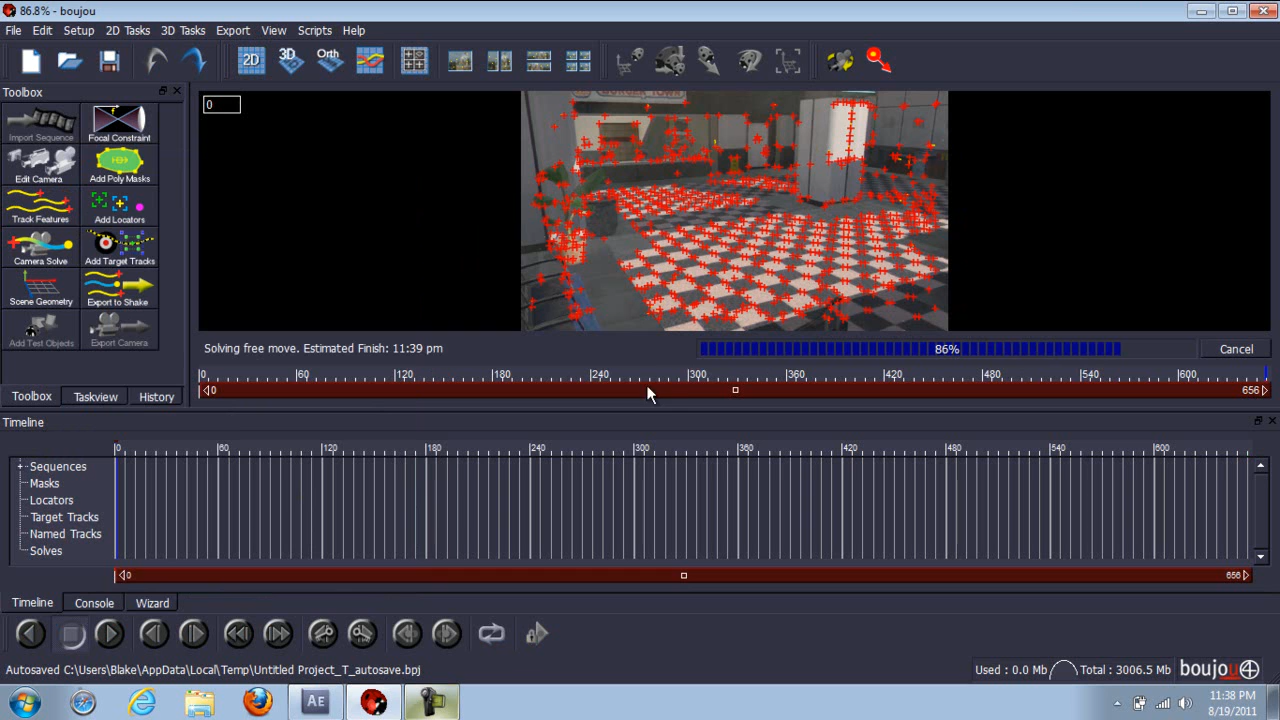 86.8% - boujou
File Edit Setup 2D Tasks 3D Tasks Export View Scripts Help
2D 3D Orth
Toolbox
Import Sequence Focal Constraint
Edit Camera Add Poly Masks
Track Features Add Locators
Camera Solve Add Target Tracks
Scene Geometry Export to Shake
Add Test Objects Export Camera
Toolbox Taskview History
0
BURGER TOWN
Solving free move. Estimated Finish: 11:39 pm 86% Cancel
0 60 120 180 240 300 360 420 480 540 600
0 656
Timeline
0 60 120 180 240 300 360 420 480 540 600
Sequences
Masks
Locators
Target Tracks
Named Tracks
Solves
0 656
Timeline Console Wizard
Autosaved C:\Users\Blake\AppData\Local\Temp\Untitled Project_T_autosave.bpj Used : 0.0 Mb Total : 3006.5 Mb boujou 4
Ae
11:38 PM
8/19/2011